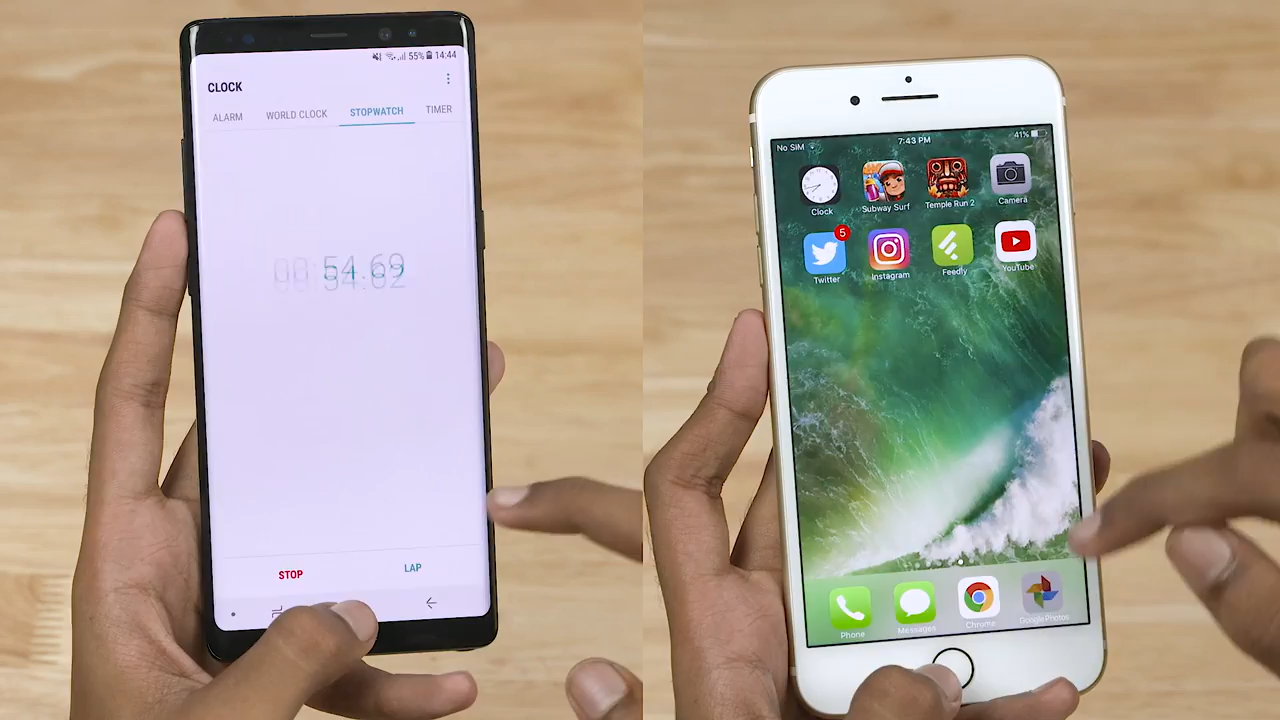 55% 14:44
CLOCK
ALARM WORLD CLOCK STOPWATCH TIMER
STOP LAP
No SIM 7:43 PM 41%
Clock Subway Surf Temple Run 2 Camera
5
Twitter Instagram Feedly YouTube
Phone Messages Chrome Google Photos